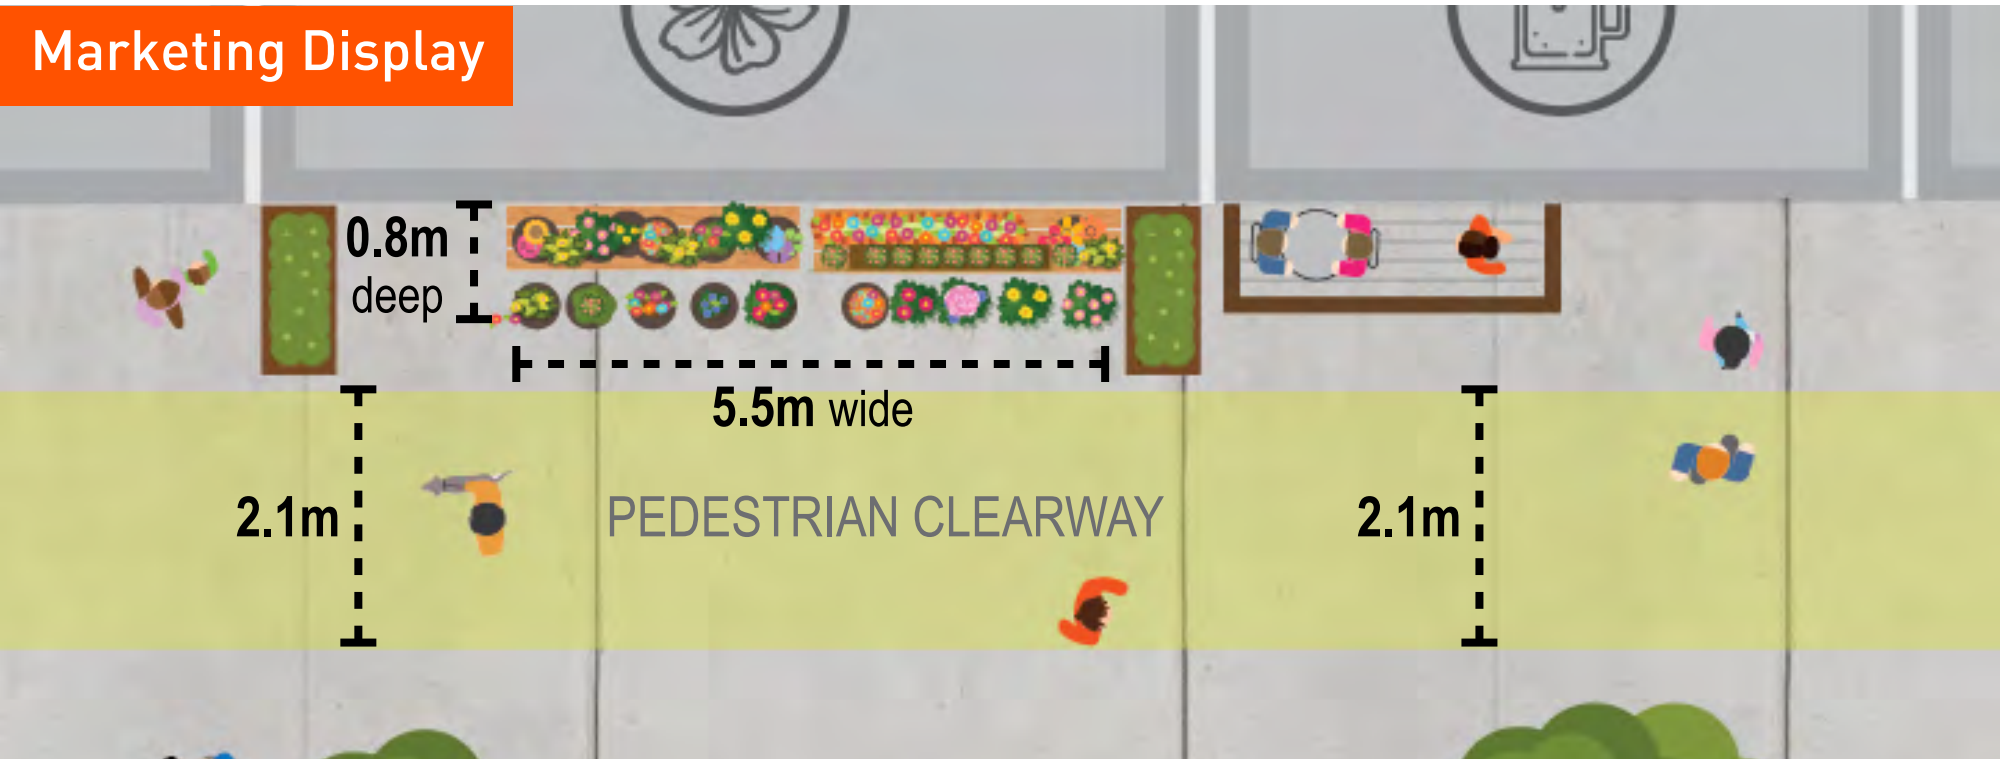 Marketing Display
0.8m
deep
5.5m wide
2.1m
PEDESTRIAN CLEARWAY
2.1m